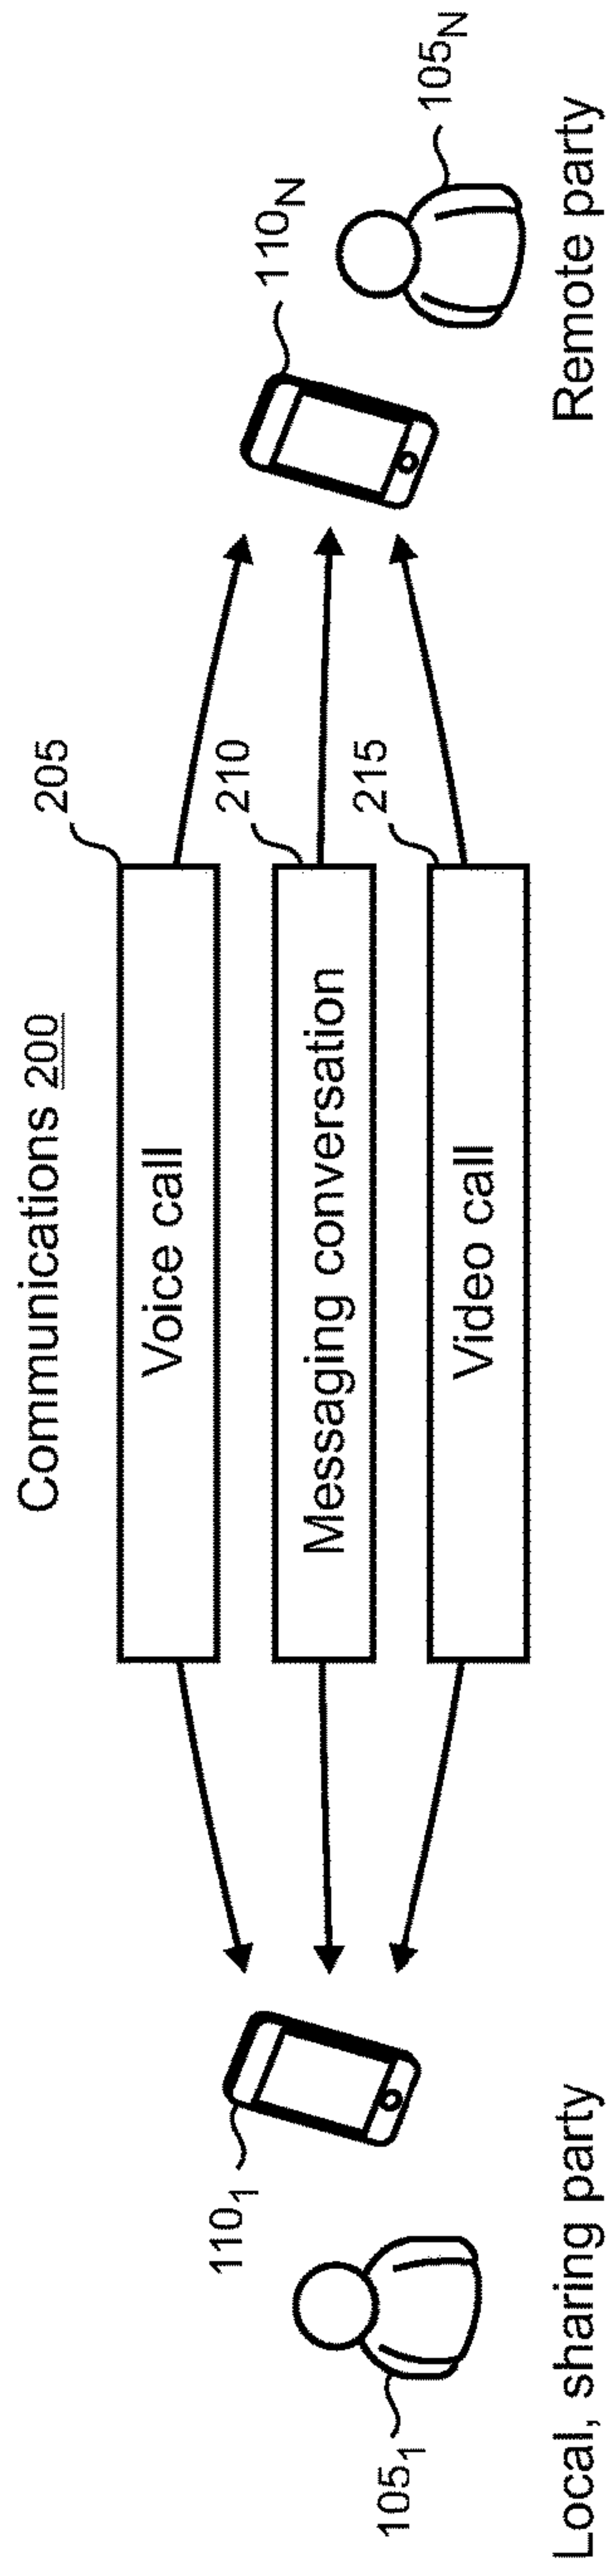 Communications 200
205
Voice call
210
Messaging conversation
215
Video call
110₁
105₁
Local, sharing party
110N
105N
Remote party